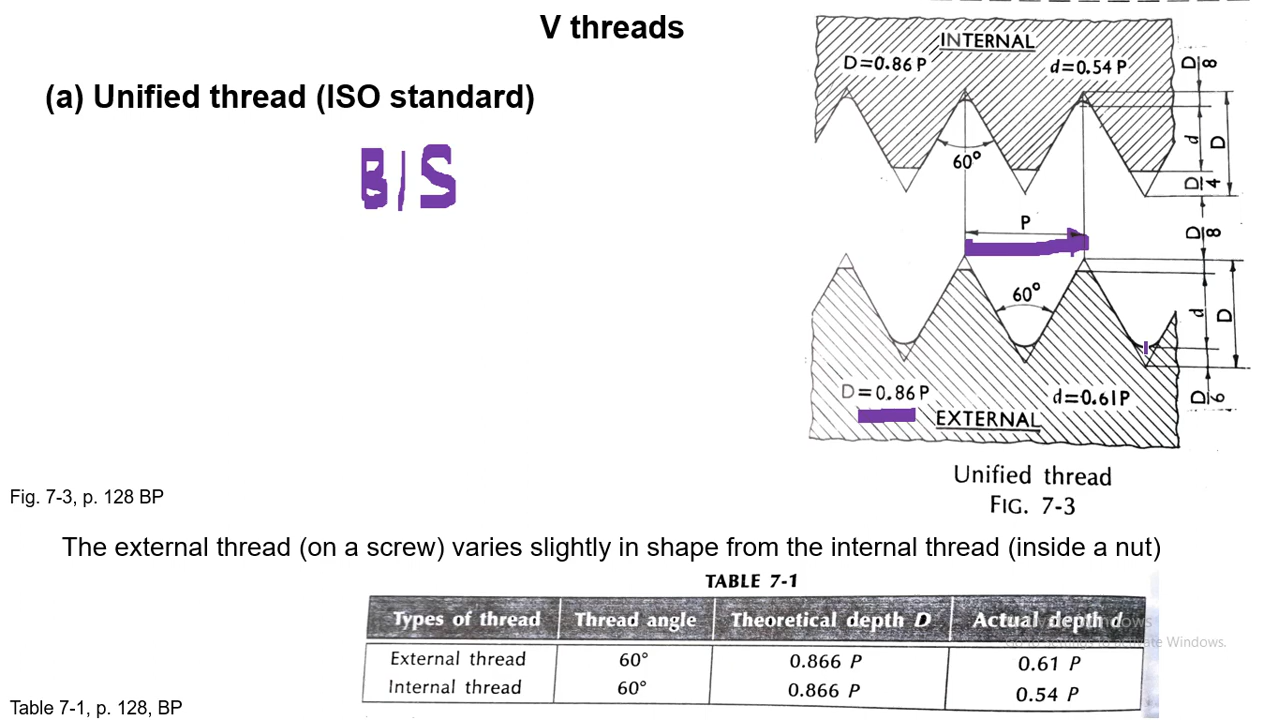 V threads
(a) Unified thread (ISO standard)
BIS
INTERNAL
D=0.86 P
d=0.54 P
60°
D/8
d
D
D/4
P
D/8
60°
d
D
D/6
D=0.86 P
d=0.61P
EXTERNAL
Unified thread
FIG. 7-3
Fig. 7-3, p. 128 BP
The external thread (on a screw) varies slightly in shape from the internal thread (inside a nut)
TABLE 7-1
Types of thread Thread angle Theoretical depth D Actual depth d
External thread 60° 0.866 P 0.61 P
Internal thread 60° 0.866 P 0.54 P
Table 7-1, p. 128, BP